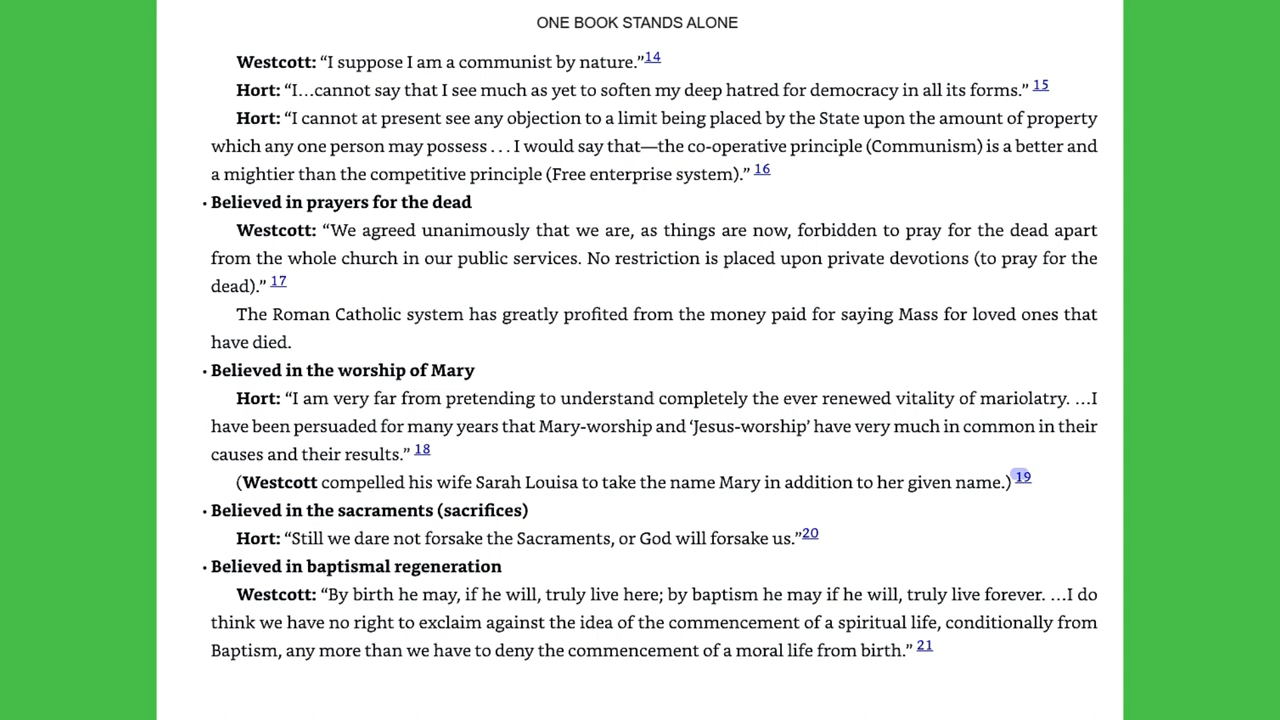 ONE BOOK STANDS ALONE
Westcott: “I suppose I am a communist by nature.”14
Hort: “I…cannot say that I see much as yet to soften my deep hatred for democracy in all its forms.” 15
Hort: “I cannot at present see any objection to a limit being placed by the State upon the amount of property
which any one person may possess . . . I would say that—the co-operative principle (Communism) is a better and
a mightier than the competitive principle (Free enterprise system).” 16
· Believed in prayers for the dead
Westcott: “We agreed unanimously that we are, as things are now, forbidden to pray for the dead apart
from the whole church in our public services. No restriction is placed upon private devotions (to pray for the
dead).” 17
The Roman Catholic system has greatly profited from the money paid for saying Mass for loved ones that
have died.
· Believed in the worship of Mary
Hort: “I am very far from pretending to understand completely the ever renewed vitality of mariolatry. …I
have been persuaded for many years that Mary-worship and ‘Jesus-worship’ have very much in common in their
causes and their results.” 18
(Westcott compelled his wife Sarah Louisa to take the name Mary in addition to her given name.) 19
· Believed in the sacraments (sacrifices)
Hort: “Still we dare not forsake the Sacraments, or God will forsake us.”20
· Believed in baptismal regeneration
Westcott: “By birth he may, if he will, truly live here; by baptism he may if he will, truly live forever. …I do
think we have no right to exclaim against the idea of the commencement of a spiritual life, conditionally from
Baptism, any more than we have to deny the commencement of a moral life from birth.” 21